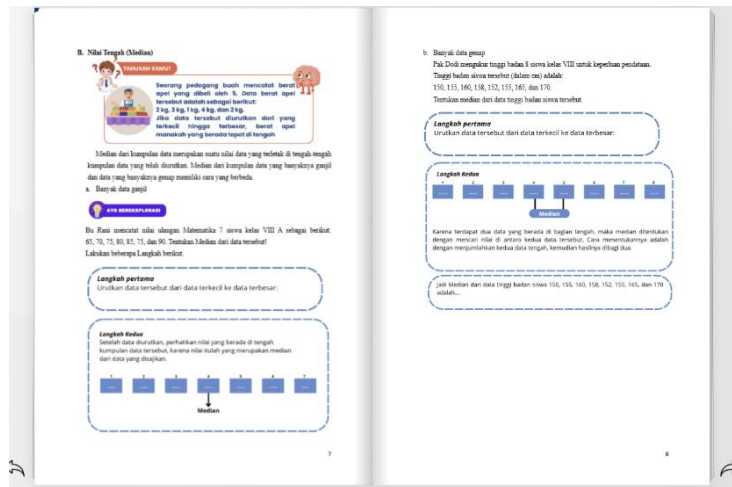 B. Nilai Tengah (Median)
TAHUKAH KAMU?
Seorang pedagang buah mencatat berat
apel yang dibeli oleh 5. Data berat apel
tersebut adalah sebagai berikut:
2 kg, 3 kg, 1 kg, 4 kg, dan 2 kg.
Jika data tersebut diurutkan dari yang
terkecil hingga terbesar, berat apel
manakah yang berada tepat di tengah
Median dari kumpulan data merupakan suatu nilai data yang terletak di tengah-tengah
kumpulan data yang telah diurutkan. Median dari kumpulan data yang banyaknya ganjil
dan data yang banyaknya genap memiliki cara yang berbeda.
a. Banyak data ganjil
AYO BEREKSPLORASI
Bu Rani mencatat nilai ulangan Matematika 7 siswa kelas VIII A sebagai berikut:
65, 70, 75, 80, 85, 75, dan 90. Tentukan Median dari data tersebut!
Lakukan beberapa Langkah berikut.
Langkah pertama
Urutkan data tersebut dari data terkecil ke data terbesar:
Langkah Kedua
Setelah data diurutkan, perhatikan nilai yang berada di tengah
kumpulan data tersebut, karena nilai itulah yang merupakan median
dari data yang disajikan.
1 2 3 4 5 6 7
.... .... .... .... .... .... ....
Median
7
b. Banyak data genap
Pak Dodi mengukur tinggi badan 8 siswa kelas VIII untuk keperluan pendataan.
Tinggi badan siswa tersebut (dalam cm) adalah:
150, 155, 160, 158, 152, 155, 165, dan 170.
Tentukan median dari data tinggi badan siswa tersebut.
Langkah pertama
Urutkan data tersebut dari data terkecil ke data terbesar:
Langkah Kedua
1 2 3 4 5 6 7 8
.... .... .... .... .... .... .... ....
Median
Karena terdapat dua data yang berada di bagian tengah, maka median ditentukan
dengan mencari nilai di antara kedua data tersebut. Cara menentukannya adalah
dengan menjumlahkan kedua data tengah, kemudian hasilnya dibagi dua.
Jadi Median dari data tinggi badan siswa 150, 155, 160, 158, 152, 155, 165, dan 170
adalah....
8